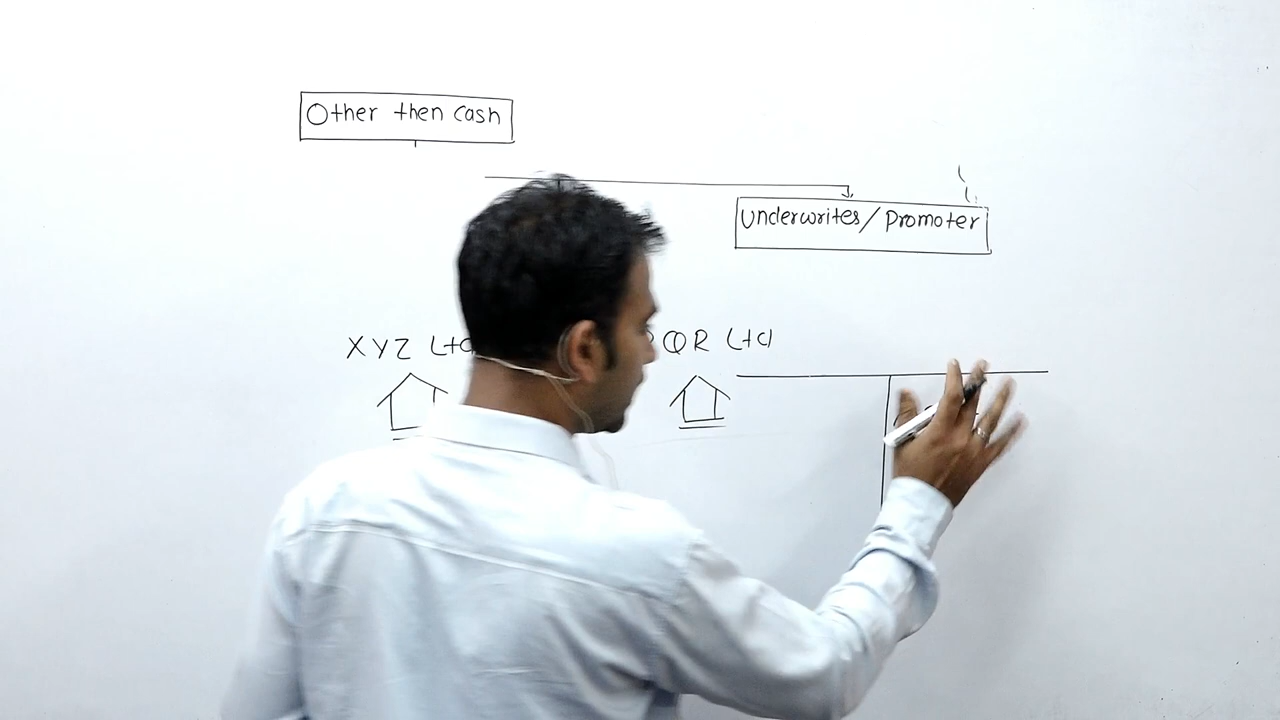 Other then cash
Underwrites/Promoter
XYZ Ltd QR Ltd